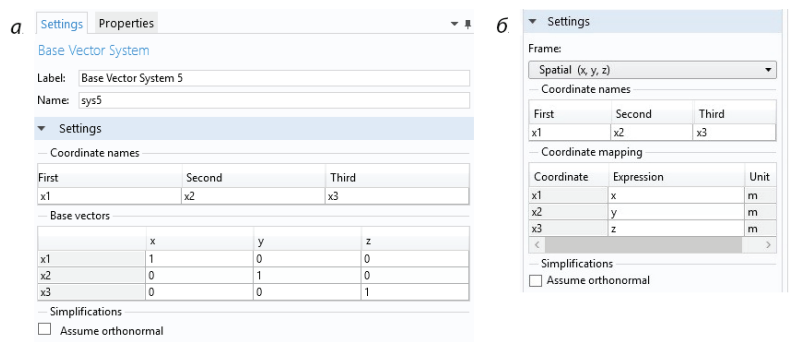 а.
Settings Properties
Base Vector System
Label: Base Vector System 5
Name: sys5
Settings
Coordinate names
First Second Third
x1 x2 x3
Base vectors
x y z
x1 1 0 0
x2 0 1 0
x3 0 0 1
Simplifications
Assume orthonormal
б.
Settings
Frame:
Spatial (x, y, z)
Coordinate names
First Second Third
x1 x2 x3
Coordinate mapping
Coordinate Expression Unit
x1 x m
x2 y m
x3 z m
Simplifications
Assume orthonormal